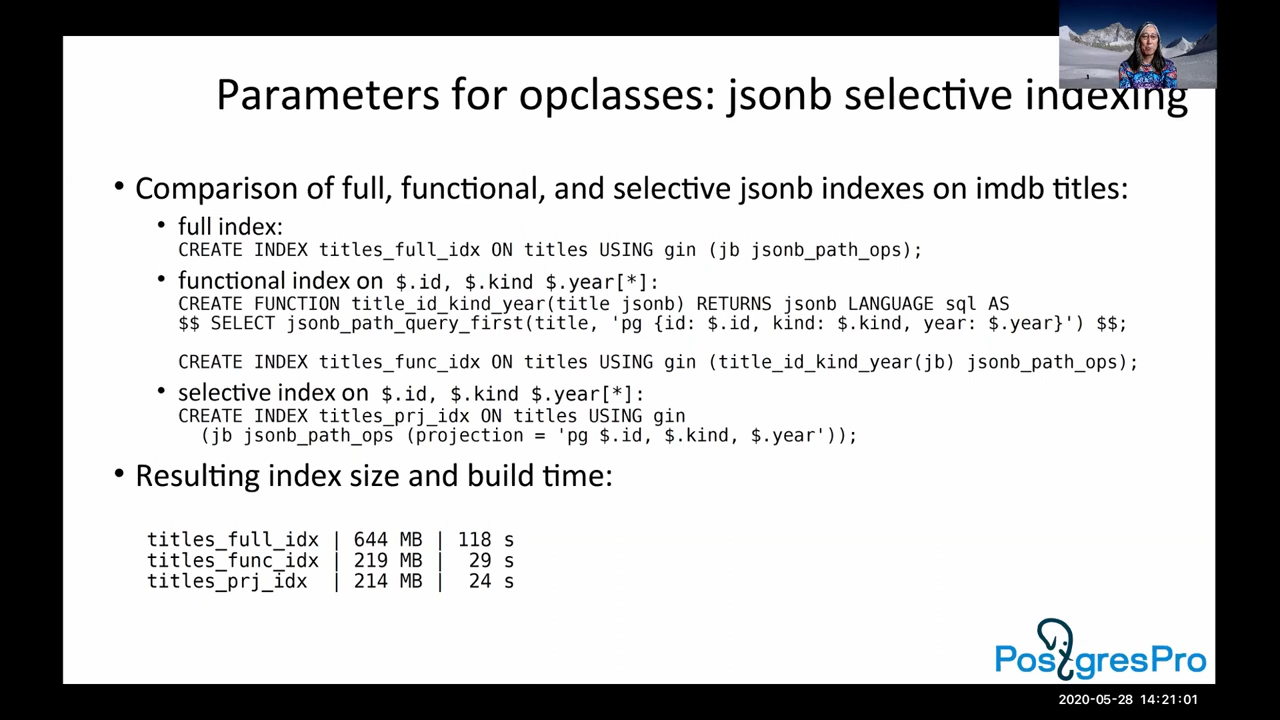 Parameters for opclasses: jsonb selective indexing
• Comparison of full, functional, and selective jsonb indexes on imdb titles:
• full index:
CREATE INDEX titles_full_idx ON titles USING gin (jb jsonb_path_ops);
• functional index on $.id, $.kind $.year[*]:
CREATE FUNCTION title_id_kind_year(title jsonb) RETURNS jsonb LANGUAGE sql AS
$$ SELECT jsonb_path_query_first(title, 'pg {id: $.id, kind: $.kind, year: $.year}') $$;
CREATE INDEX titles_func_idx ON titles USING gin (title_id_kind_year(jb) jsonb_path_ops);
• selective index on $.id, $.kind $.year[*]:
CREATE INDEX titles_prj_idx ON titles USING gin
(jb jsonb_path_ops (projection = 'pg $.id, $.kind, $.year'));
• Resulting index size and build time:
titles_full_idx | 644 MB | 118 s
titles_func_idx | 219 MB | 29 s
titles_prj_idx | 214 MB | 24 s
PostgresPro
2020-05-28 14:21:01